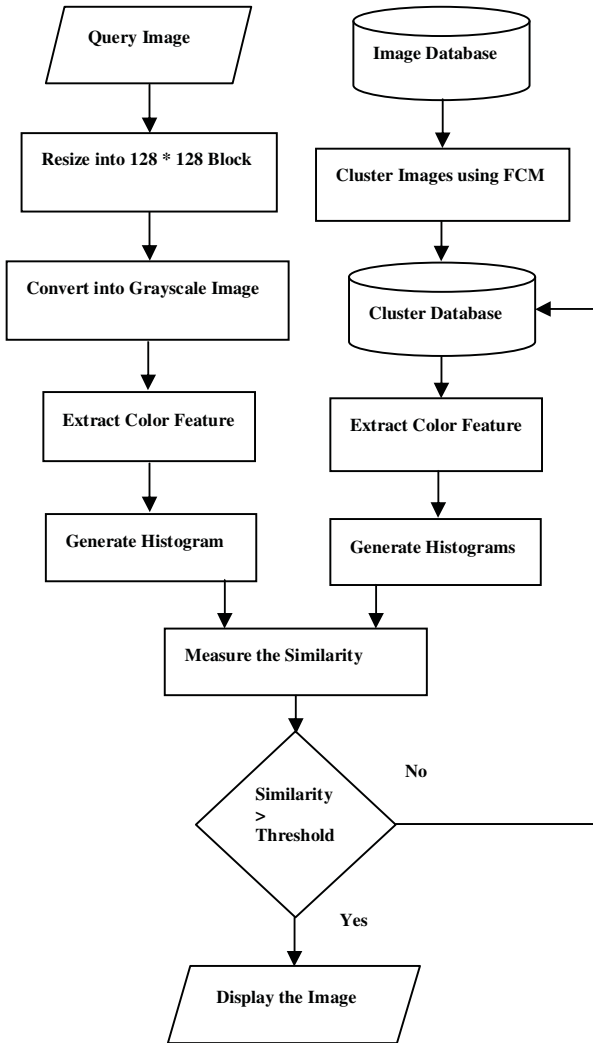 Query Image
Image Database
Resize into 128 * 128 Block
Cluster Images using FCM
Convert into Grayscale Image
Cluster Database
Extract Color Feature
Extract Color Feature
Generate Histogram
Generate Histograms
Measure the Similarity
No
Similarity
>
Threshold
Yes
Display the Image